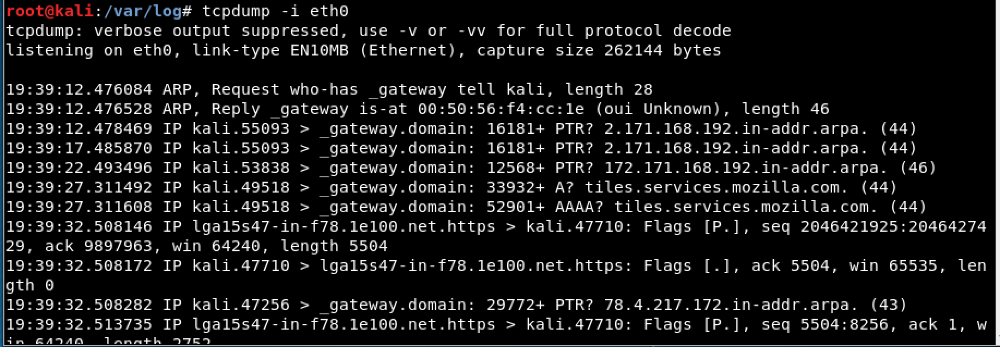 root@kali:/var/log# tcpdump -i eth0
tcpdump: verbose output suppressed, use -v or -vv for full protocol decode
listening on eth0, link-type EN10MB (Ethernet), capture size 262144 bytes
19:39:12.476084 ARP, Request who-has _gateway tell kali, length 28
19:39:12.476528 ARP, Reply _gateway is-at 00:50:56:f4:cc:1e (oui Unknown), length 46
19:39:12.478469 IP kali.55093 > _gateway.domain: 16181+ PTR? 2.171.168.192.in-addr.arpa. (44)
19:39:17.485870 IP kali.55093 > _gateway.domain: 16181+ PTR? 2.171.168.192.in-addr.arpa. (44)
19:39:22.493496 IP kali.53838 > _gateway.domain: 12568+ PTR? 172.171.168.192.in-addr.arpa. (46)
19:39:27.311492 IP kali.49518 > _gateway.domain: 33932+ A? tiles.services.mozilla.com. (44)
19:39:27.311608 IP kali.49518 > _gateway.domain: 52901+ AAAA? tiles.services.mozilla.com. (44)
19:39:32.508146 IP lga15s47-in-f78.1e100.net.https > kali.47710: Flags [P.], seq 2046421925:20464274
29, ack 9897963, win 64240, length 5504
19:39:32.508172 IP kali.47710 > lga15s47-in-f78.1e100.net.https: Flags [.], ack 5504, win 65535, len
gth 0
19:39:32.508282 IP kali.47256 > _gateway.domain: 29772+ PTR? 78.4.217.172.in-addr.arpa. (43)
19:39:32.513735 IP lga15s47-in-f78.1e100.net.https > kali.47710: Flags [P.], seq 5504:8256, ack 1, w
in 64240, length 2752